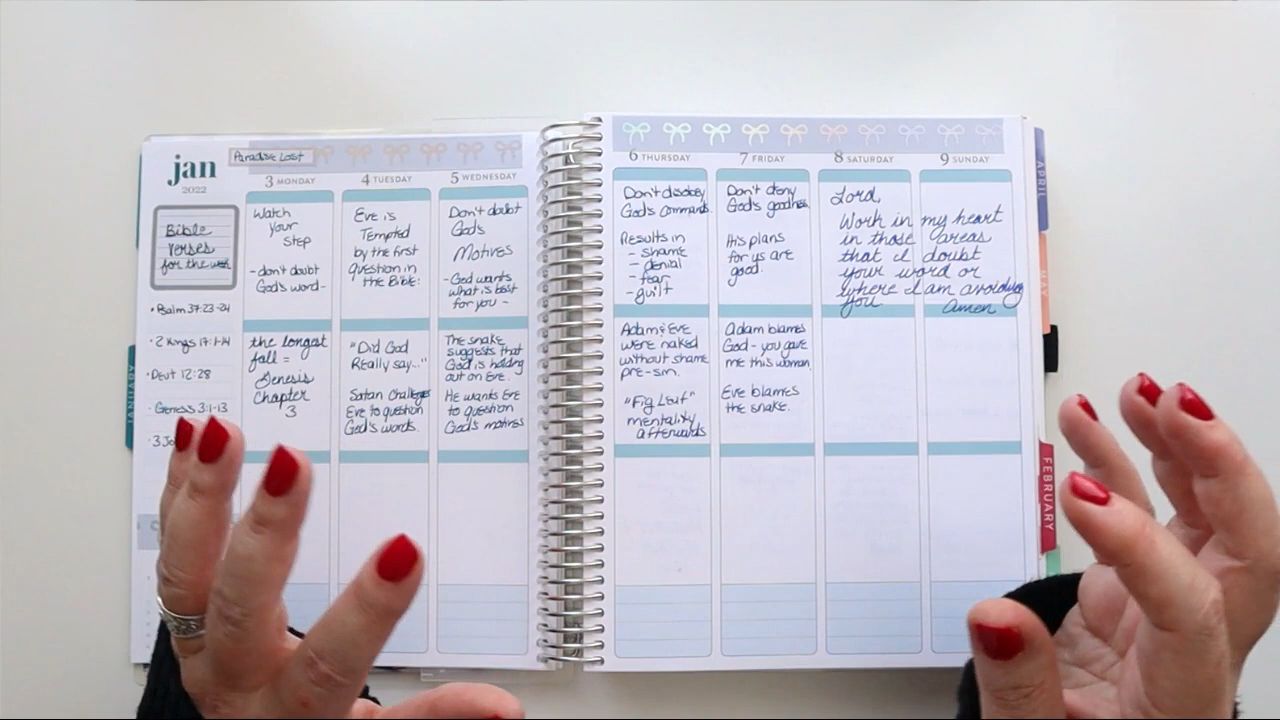 jan
2022
Paradise Lost
Bible
verses
for the week
• Psalm 37:23-24
• 2 Kings 17:1-14
• Deut 12:28
• Genesis 3:1-13
3 MONDAY
Watch
your
step
-don't doubt
God's word-
the longest
fall =
Genesis
Chapter
3
4 TUESDAY
Eve is
Tempted
by the first
question in
the Bible:
"Did God
Really say..."
Satan challenges
Eve to question
God's words.
5 WEDNESDAY
Don't doubt
God's
Motives
-God wants
what is best
for you -
The snake
suggests that
God is holding
out on Eve.
He wants Eve
to question
God's motives
6 THURSDAY
Don't disobey
God's commands.
Results in
- shame
- denial
- fear
- guilt
Adam & Eve
were naked
without shame
pre-sin.
"Fig Leaf"
mentality
afterwards
7 FRIDAY
Don't deny
God's goodness
His plans
for us are
good.
Adam blames
God - you gave
me this woman.
Eve blames
the snake.
8 SATURDAY
9 SUNDAY
Lord,
Work in my heart
in those areas
that I doubt
your word or
where I am avoiding
you.
Amen
JANUARY
APRIL
MAY
FEBRUARY